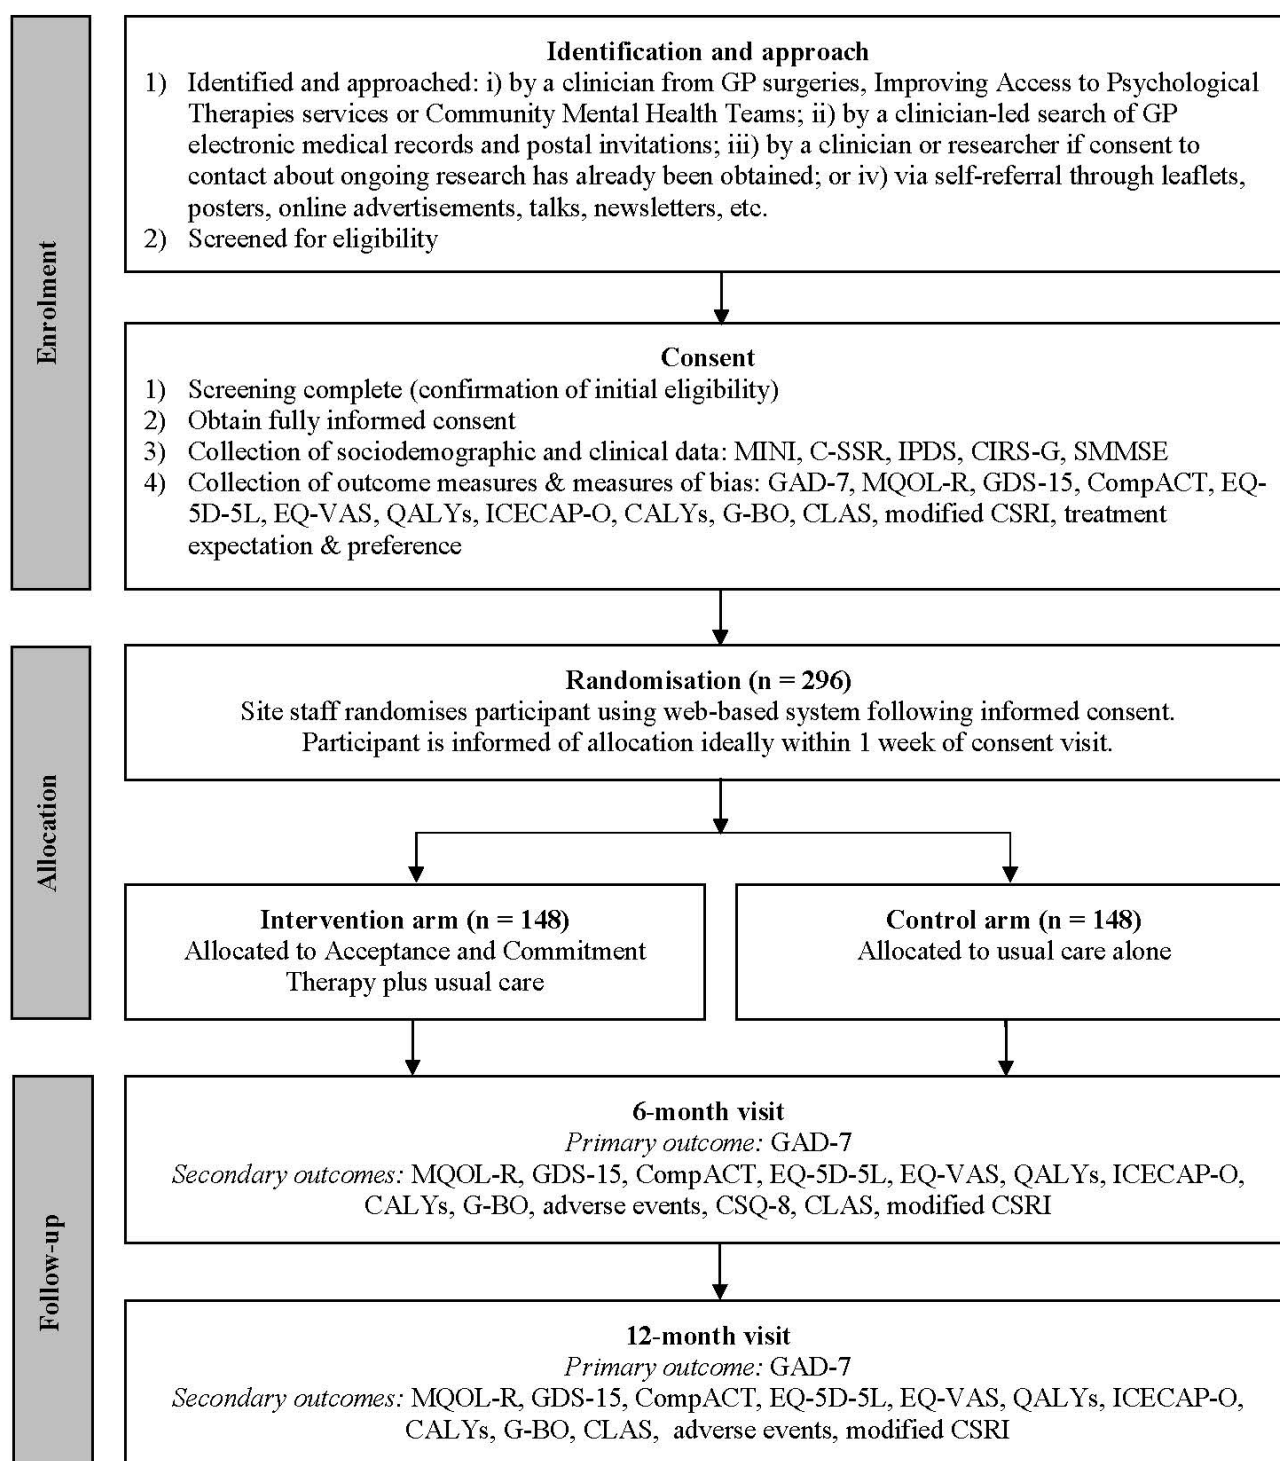 Enrolment
Identification and approach
1) Identified and approached: i) by a clinician from GP surgeries, Improving Access to Psychological
Therapies services or Community Mental Health Teams; ii) by a clinician-led search of GP
electronic medical records and postal invitations; iii) by a clinician or researcher if consent to
contact about ongoing research has already been obtained; or iv) via self-referral through leaflets,
posters, online advertisements, talks, newsletters, etc.
2) Screened for eligibility
Consent
1) Screening complete (confirmation of initial eligibility)
2) Obtain fully informed consent
3) Collection of sociodemographic and clinical data: MINI, C-SSR, IPDS, CIRS-G, SMMSE
4) Collection of outcome measures & measures of bias: GAD-7, MQOL-R, GDS-15, CompACT, EQ-
5D-5L, EQ-VAS, QALYs, ICECAP-O, CALYs, G-BO, CLAS, modified CSRI, treatment
expectation & preference
Allocation
Randomisation (n = 296)
Site staff randomises participant using web-based system following informed consent.
Participant is informed of allocation ideally within 1 week of consent visit.
Intervention arm (n = 148)
Allocated to Acceptance and Commitment
Therapy plus usual care
Control arm (n = 148)
Allocated to usual care alone
Follow-up
6-month visit
Primary outcome: GAD-7
Secondary outcomes: MQOL-R, GDS-15, CompACT, EQ-5D-5L, EQ-VAS, QALYs, ICECAP-O,
CALYs, G-BO, adverse events, CSQ-8, CLAS, modified CSRI
12-month visit
Primary outcome: GAD-7
Secondary outcomes: MQOL-R, GDS-15, CompACT, EQ-5D-5L, EQ-VAS, QALYs, ICECAP-O,
CALYs, G-BO, CLAS, adverse events, modified CSRI